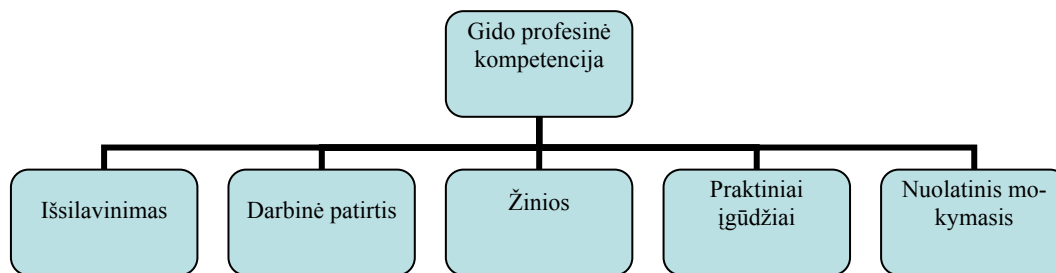 Gido profesinė
kompetencija
Išsilavinimas
Darbinė patirtis
Žinios
Praktiniai
įgūdžiai
Nuolatinis mo-
kymasis